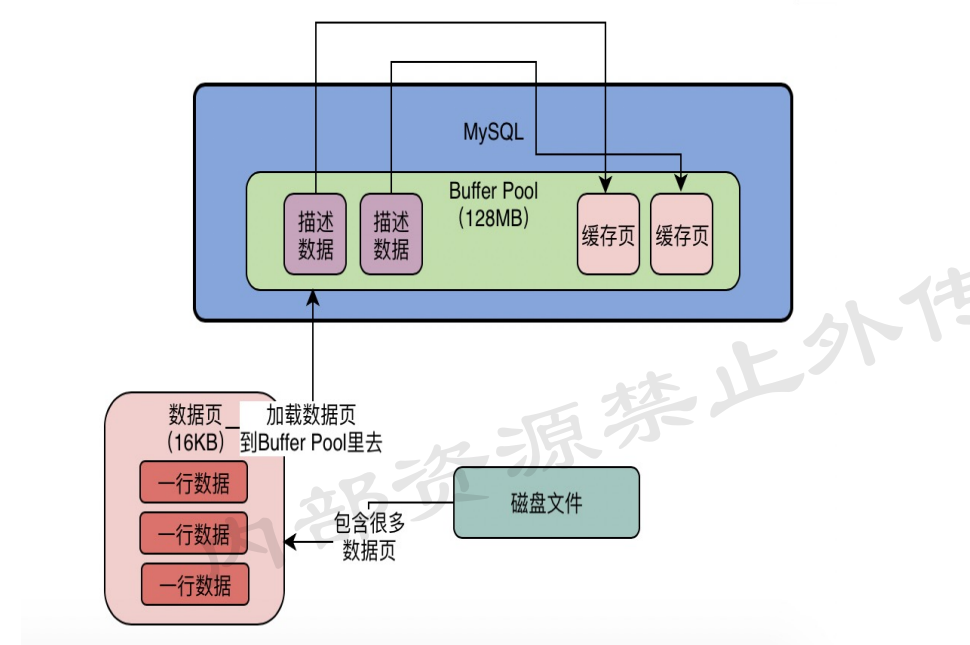 MySQL
Buffer Pool
(128MB)
描述
数据
描述
数据
缓存页
缓存页
数据页
(16KB)
加载数据页
到Buffer Pool里去
一行数据
一行数据
一行数据
包含很多
数据页
磁盘文件
内部资源禁止外传